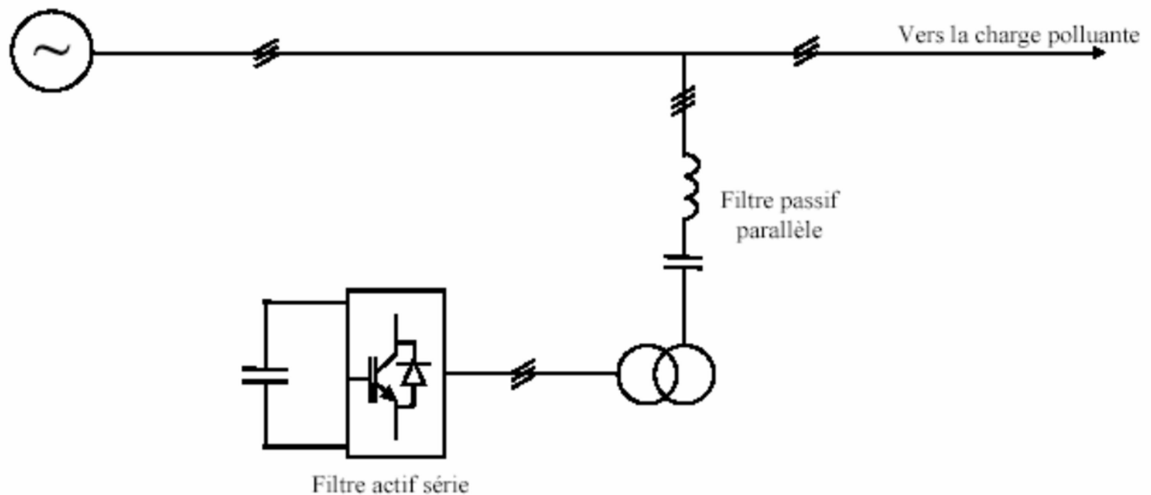 Vers la charge polluante
Filtre passif
parallèle
Filtre actif série